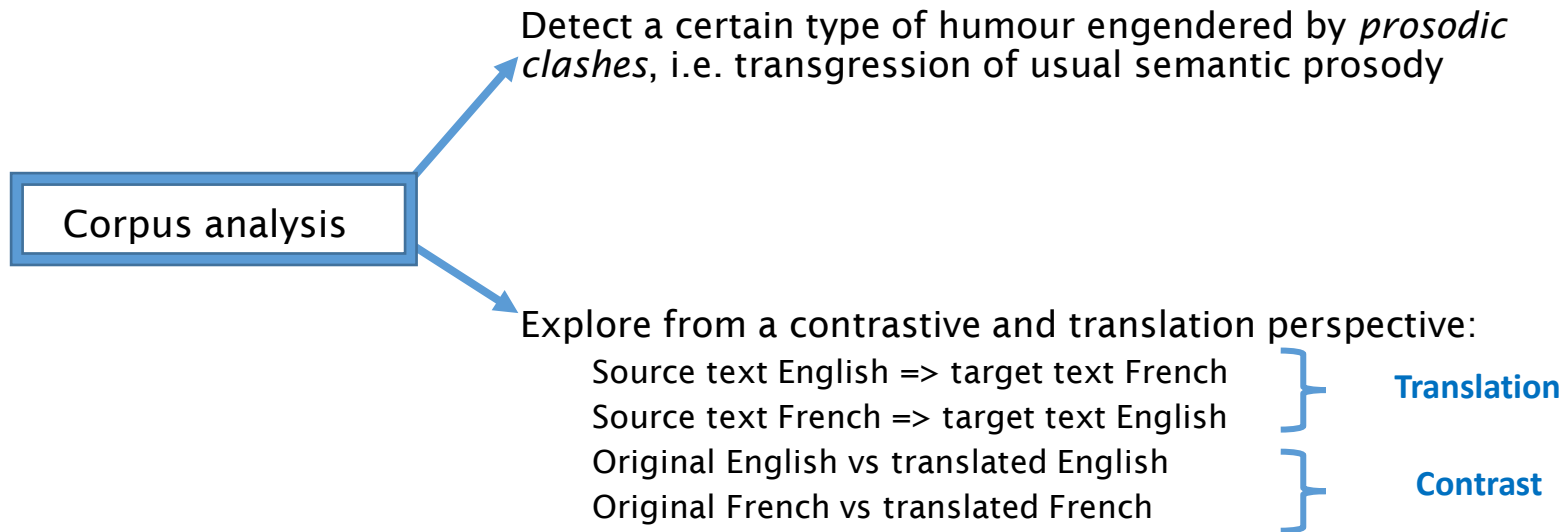 Detect a certain type of humour engendered by prosodic
clashes, i.e. transgression of usual semantic prosody
Corpus analysis
Explore from a contrastive and translation perspective:
Source text English => target text French
Source text French => target text English
Translation
Original English vs translated English
Original French vs translated French
Contrast